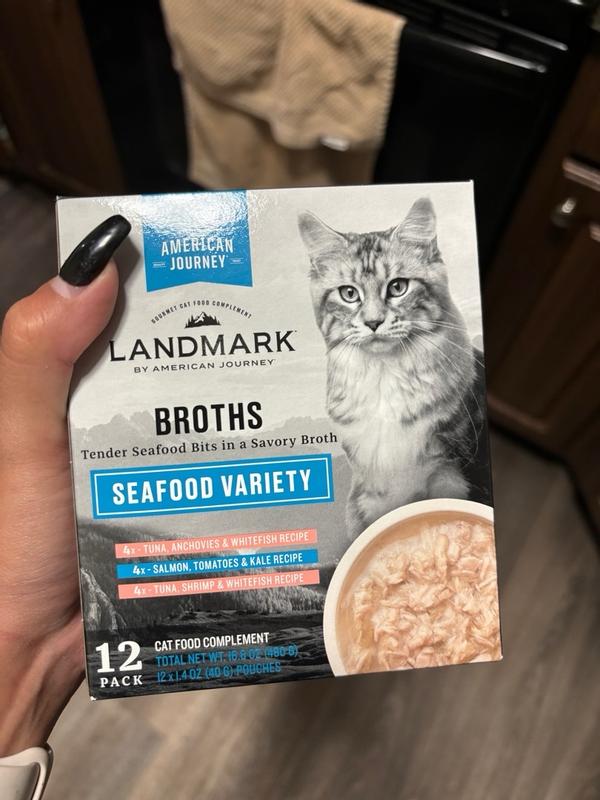 AMERICAN
JOURNEY
GOURMET CAT FOOD COMPLEMENT
LANDMARK
BY AMERICAN JOURNEY
BROTHS
Tender Seafood Bits in a Savory Broth
SEAFOOD VARIETY
4x - TUNA, ANCHOVIES & WHITEFISH RECIPE
4x - SALMON, TOMATOES & KALE RECIPE
4x - TUNA, SHRIMP & WHITEFISH RECIPE
12
PACK
CAT FOOD COMPLEMENT
TOTAL NET WT. 16.8 OZ (480 G)
12 x 1.4 OZ (40 G) POUCHES